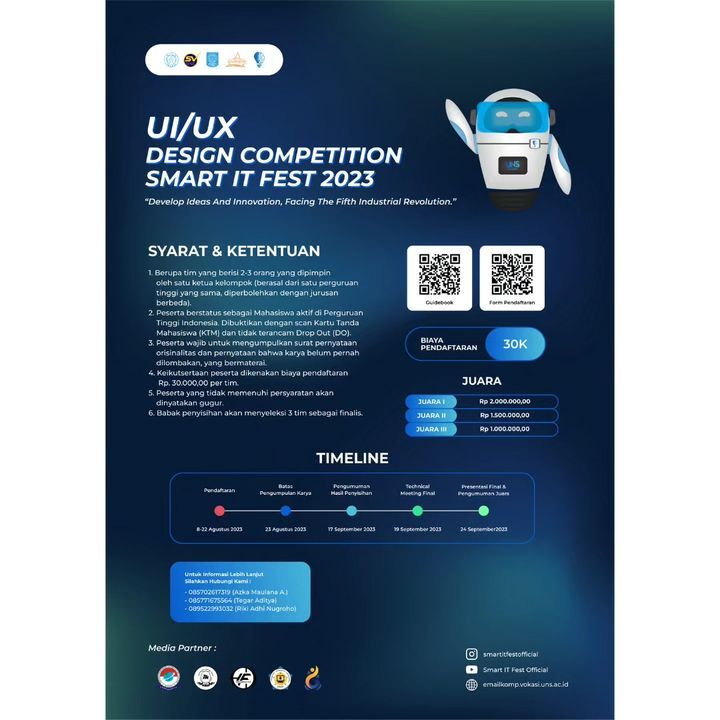 SV
UI/UX
DESIGN COMPETITION
SMART IT FEST 2023
“Develop Ideas And Innovation, Facing The Fifth Industrial Revolution.”
UNS
SYARAT & KETENTUAN
1. Berupa tim yang berisi 2-3 orang yang dipimpin
oleh satu ketua kelompok (berasal dari satu perguruan
tinggi yang sama, diperbolehkan dengan jurusan
berbeda).
2. Peserta berstatus sebagai Mahasiswa aktif di Perguruan
Tinggi Indonesia. Dibuktikan dengan scan Kartu Tanda
Mahasiswa (KTM) dan tidak terancam Drop Out (DO).
3. Peserta wajib untuk mengumpulkan surat pernyataan
orisinalitas dan pernyataan bahwa karya belum pernah
dilombakan, yang bermaterai.
4. Keikutsertaan peserta dikenakan biaya pendaftaran
Rp. 30.000,00 per tim.
5. Peserta yang tidak memenuhi persyaratan akan
dinyatakan gugur.
6. Babak penyisihan akan menyeleksi 3 tim sebagai finalis.
Guidebook
Form Pendaftaran
BIAYA
PENDAFTARAN
30K
JUARA
JUARA I Rp 2.000.000,00
JUARA II Rp 1.500.000,00
JUARA III Rp 1.000.000,00
TIMELINE
Pendaftaran
8-22 Agustus 2023
Batas
Pengumpulan Karya
23 Agustus 2023
Pengumuman
Hasil Penyisihan
17 September 2023
Technical
Meeting Final
19 September 2023
Presentasi Final &
Pengumuman Juara
24 September2023
Untuk Informasi Lebih Lanjut
Silahkan Hubungi Kami :
- 085702617319 (Azka Maulana A.)
- 085771675564 (Tegar Aditya)
- 089522993032 (Riki Adhi Nugroho)
Media Partner :
smartitfestofficial
Smart IT Fest Official
emailkomp.vokasi.uns.ac.id